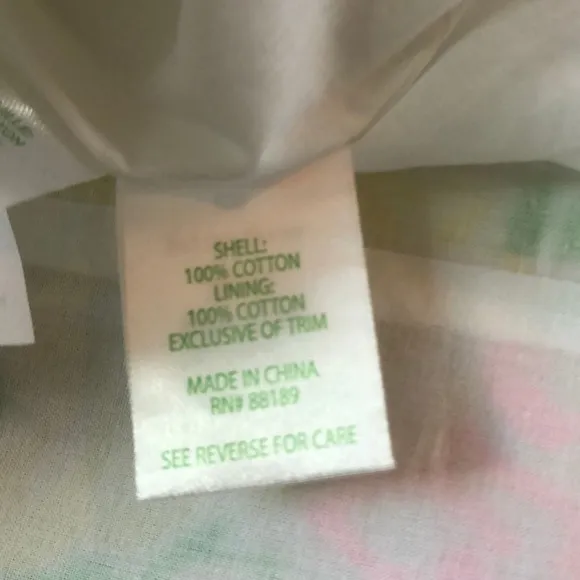 SHELL:
100% COTTON
LINING:
100% COTTON
EXCLUSIVE OF TRIM
MADE IN CHINA
RN# 88189
SEE REVERSE FOR CARE